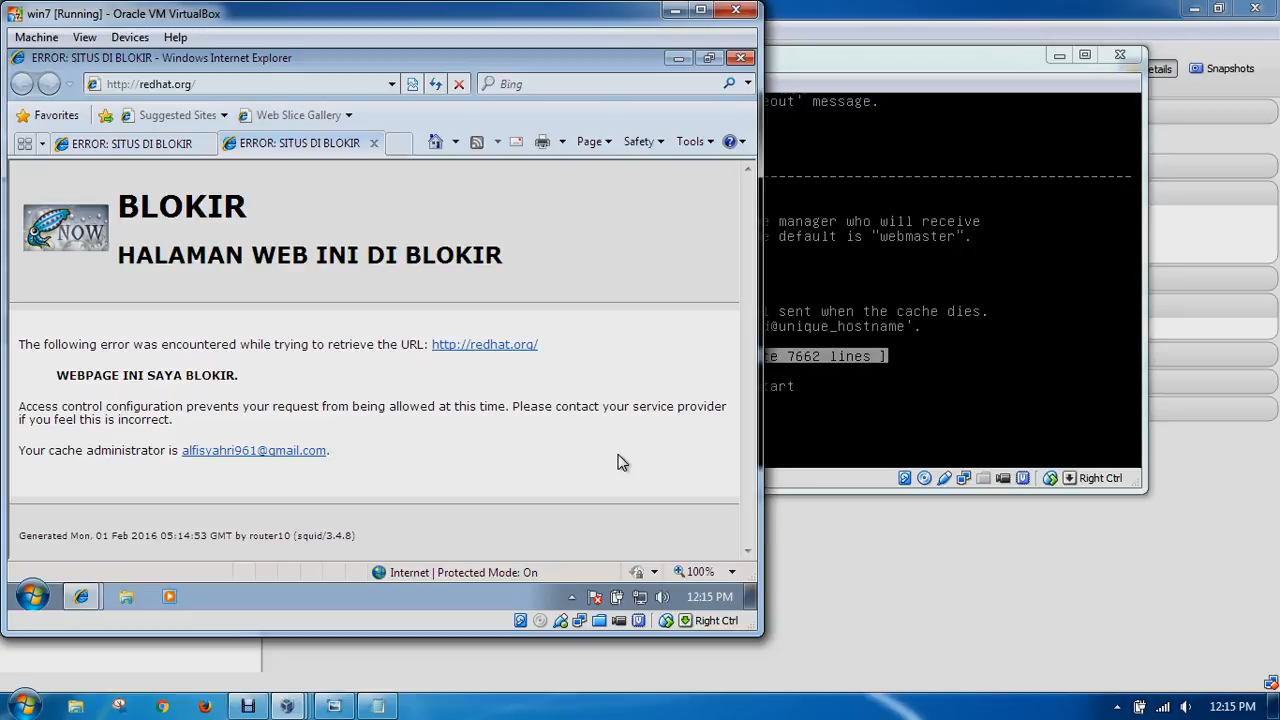 win7 [Running] - Oracle VM VirtualBox
Machine View Devices Help
ERROR: SITUS DI BLOKIR - Windows Internet Explorer
http://redhat.org/
Bing
Favorites
Suggested Sites
Web Slice Gallery
ERROR: SITUS DI BLOKIR
ERROR: SITUS DI BLOKIR
Page
Safety
Tools
NOW
BLOKIR
HALAMAN WEB INI DI BLOKIR
The following error was encountered while trying to retrieve the URL: http://redhat.org/
WEBPAGE INI SAYA BLOKIR.
Access control configuration prevents your request from being allowed at this time. Please contact your service provider
if you feel this is incorrect.
Your cache administrator is alfisyahri961@gmail.com.
Generated Mon, 01 Feb 2016 05:14:53 GMT by router10 (squid/3.4.8)
Internet | Protected Mode: On
100%
12:15 PM
Right Ctrl
etails
Snapshots
eout' message.
--------------------------------------------------
e manager who will receive
e default is "webmaster".
l sent when the cache dies.
d@unique_hostname'.
e 7662 lines ]
tart
Right Ctrl
12:15 PM